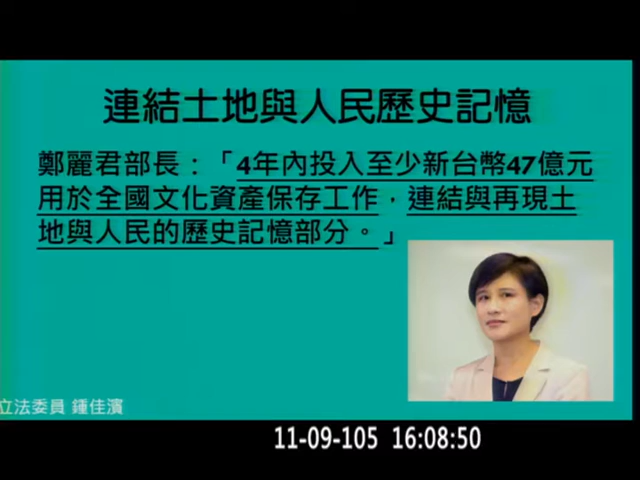 連結土地與人民歷史記憶
鄭麗君部長：「4年內投入至少新台幣47億元
用於全國文化資產保存工作，連結與再現土
地與人民的歷史記憶部分。」
立法委員 鍾佳濱
11-09-105 16:08:50